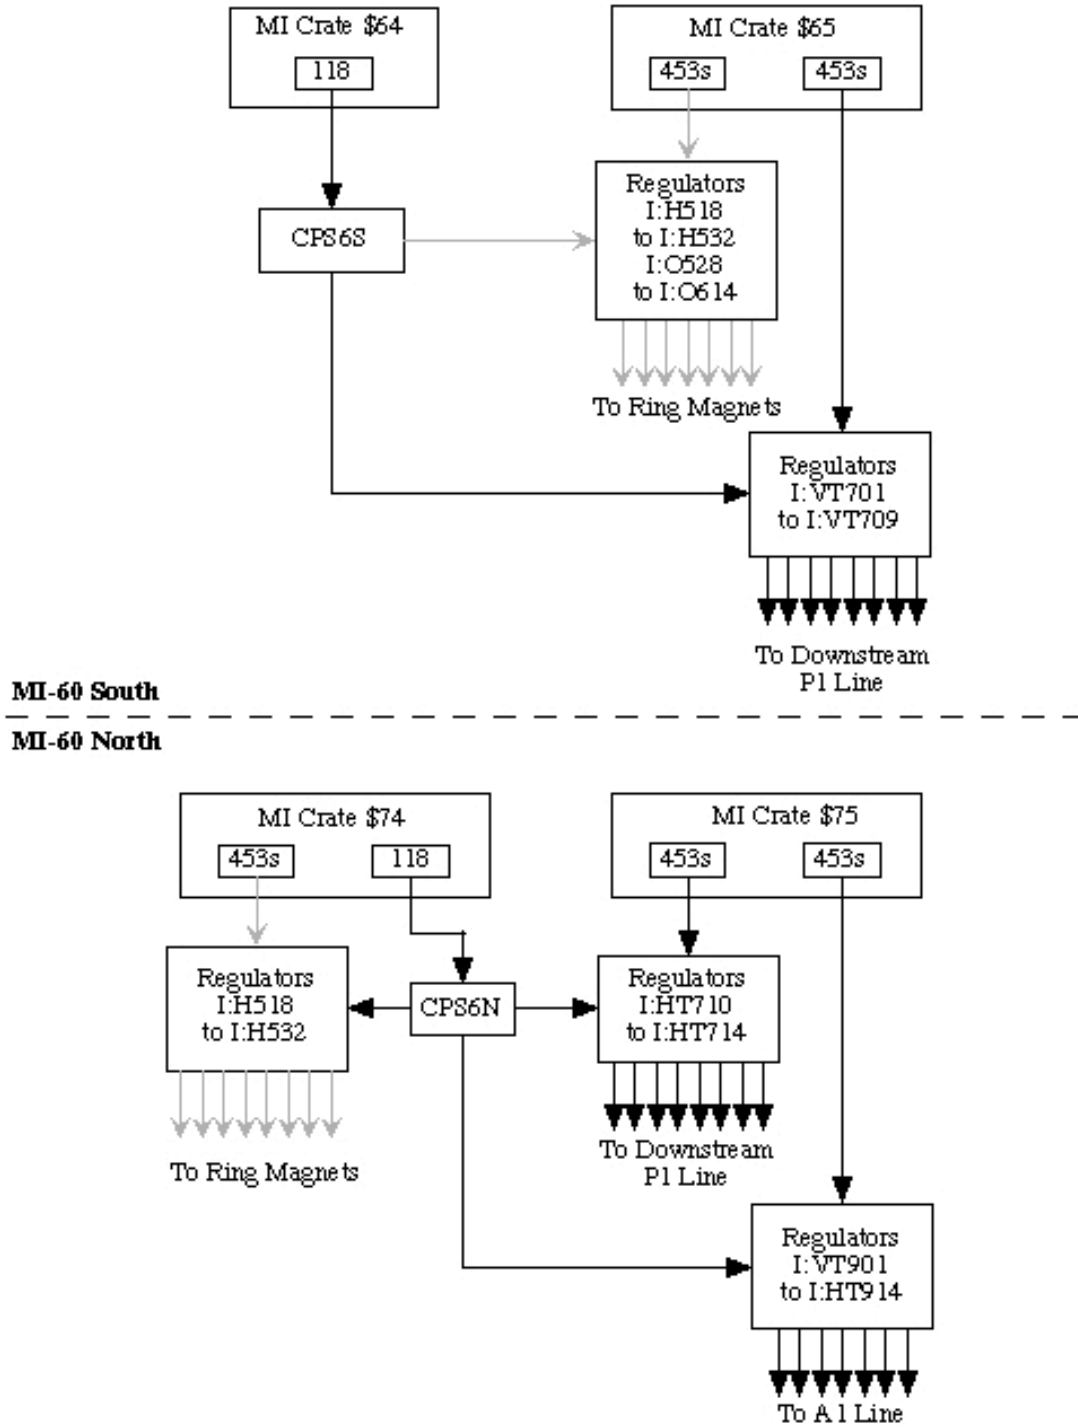 MI Crate $64
118
MI Crate $65
453s
453s
CPS6S
Regulators
I:H518
to I:H532
I:O528
to I:O614
To Ring Magnets
Regulators
I:VT701
to I:VT709
To Downstream
P1 Line
MI-60 South
MI-60 North
MI Crate $74
453s
118
MI Crate $75
453s
453s
Regulators
I:H518
to I:H532
CPS6N
Regulators
I:HT710
to I:HT714
To Ring Magnets
To Downstream
P1 Line
Regulators
I:VT901
to I:HT914
To A1 Line